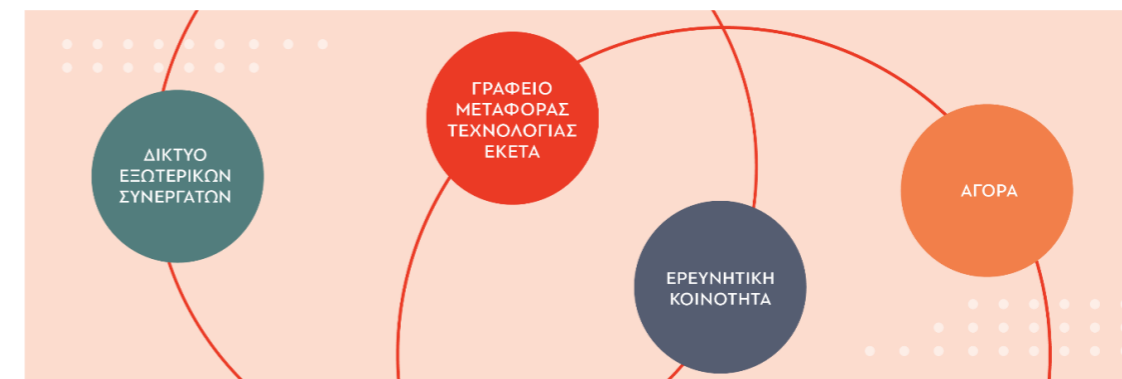 ΔΙΚΤΥΟ
ΕΞΩΤΕΡΙΚΩΝ
ΣΥΝΕΡΓΑΤΩΝ
ΓΡΑΦΕΙΟ
ΜΕΤΑΦΟΡΑΣ
ΤΕΧΝΟΛΟΓΙΑΣ
ΕΚΕΤΑ
ΕΡΕΥΝΗΤΙΚΗ
ΚΟΙΝΟΤΗΤΑ
ΑΓΟΡΑ